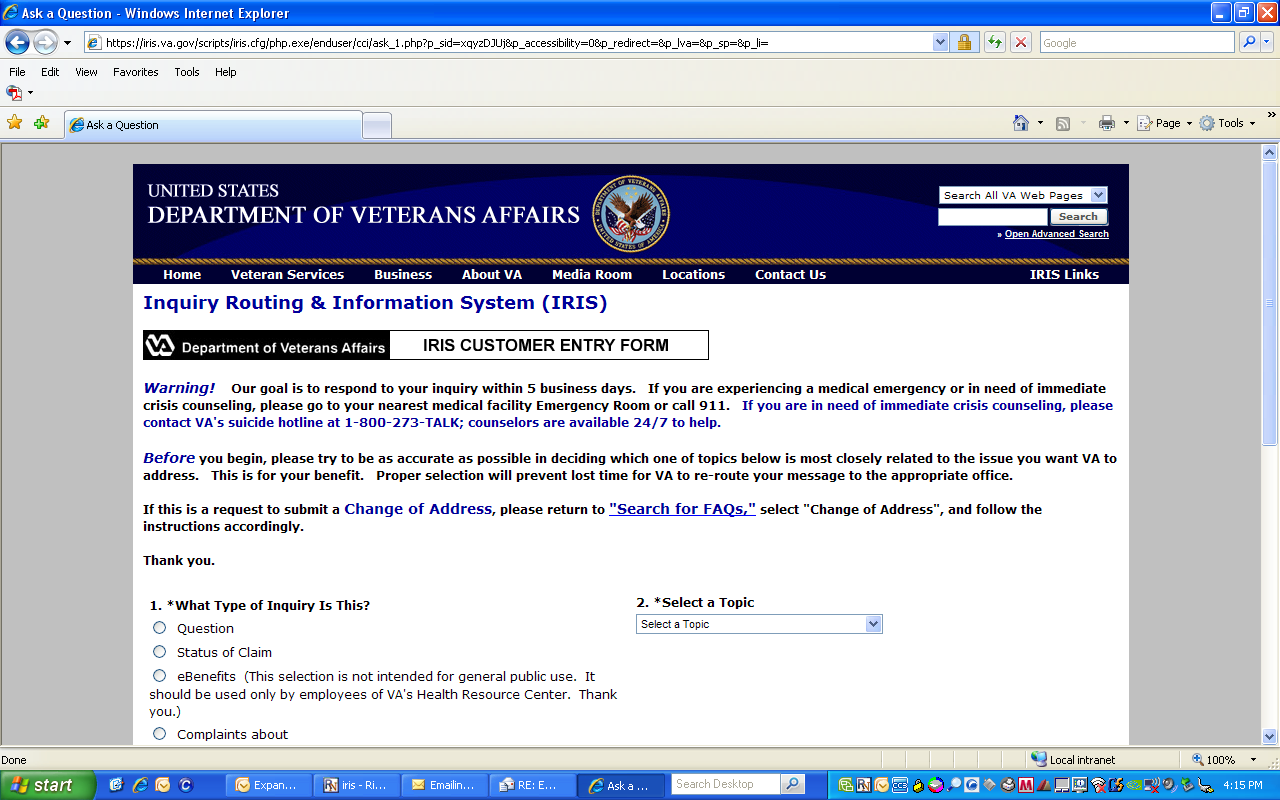 Ask a Question - Windows Internet Explorer
https://iris.va.gov/scripts/iris.cfg/php.exe/enduser/cci/ask_1.php?p_sid=xqyzDJUj&p_accessibility=0&p_redirect=&p_lva=&p_sp=&p_li=
Google
File Edit View Favorites Tools Help
Ask a Question
Page Tools
UNITED STATES
DEPARTMENT OF VETERANS AFFAIRS
Search All VA Web Pages
Search
» Open Advanced Search
Home Veteran Services Business About VA Media Room Locations Contact Us IRIS Links
Inquiry Routing & Information System (IRIS)
VA Department of Veterans Affairs IRIS CUSTOMER ENTRY FORM
Warning! Our goal is to respond to your inquiry within 5 business days. If you are experiencing a medical emergency or in need of immediate
crisis counseling, please go to your nearest medical facility Emergency Room or call 911. If you are in need of immediate crisis counseling, please
contact VA's suicide hotline at 1-800-273-TALK; counselors are available 24/7 to help.
Before you begin, please try to be as accurate as possible in deciding which one of topics below is most closely related to the issue you want VA to
address. This is for your benefit. Proper selection will prevent lost time for VA to re-route your message to the appropriate office.
If this is a request to submit a Change of Address, please return to "Search for FAQs," select "Change of Address", and follow the
instructions accordingly.
Thank you.
1. *What Type of Inquiry Is This?
Question
Status of Claim
eBenefits (This selection is not intended for general public use. It
should be used only by employees of VA's Health Resource Center. Thank
you.)
Complaints about
2. *Select a Topic
Select a Topic
Done
Local intranet
100%
start
Expan...
iris - Ri...
Emailin...
RE: E...
Ask a ...
Search Desktop
4:15 PM